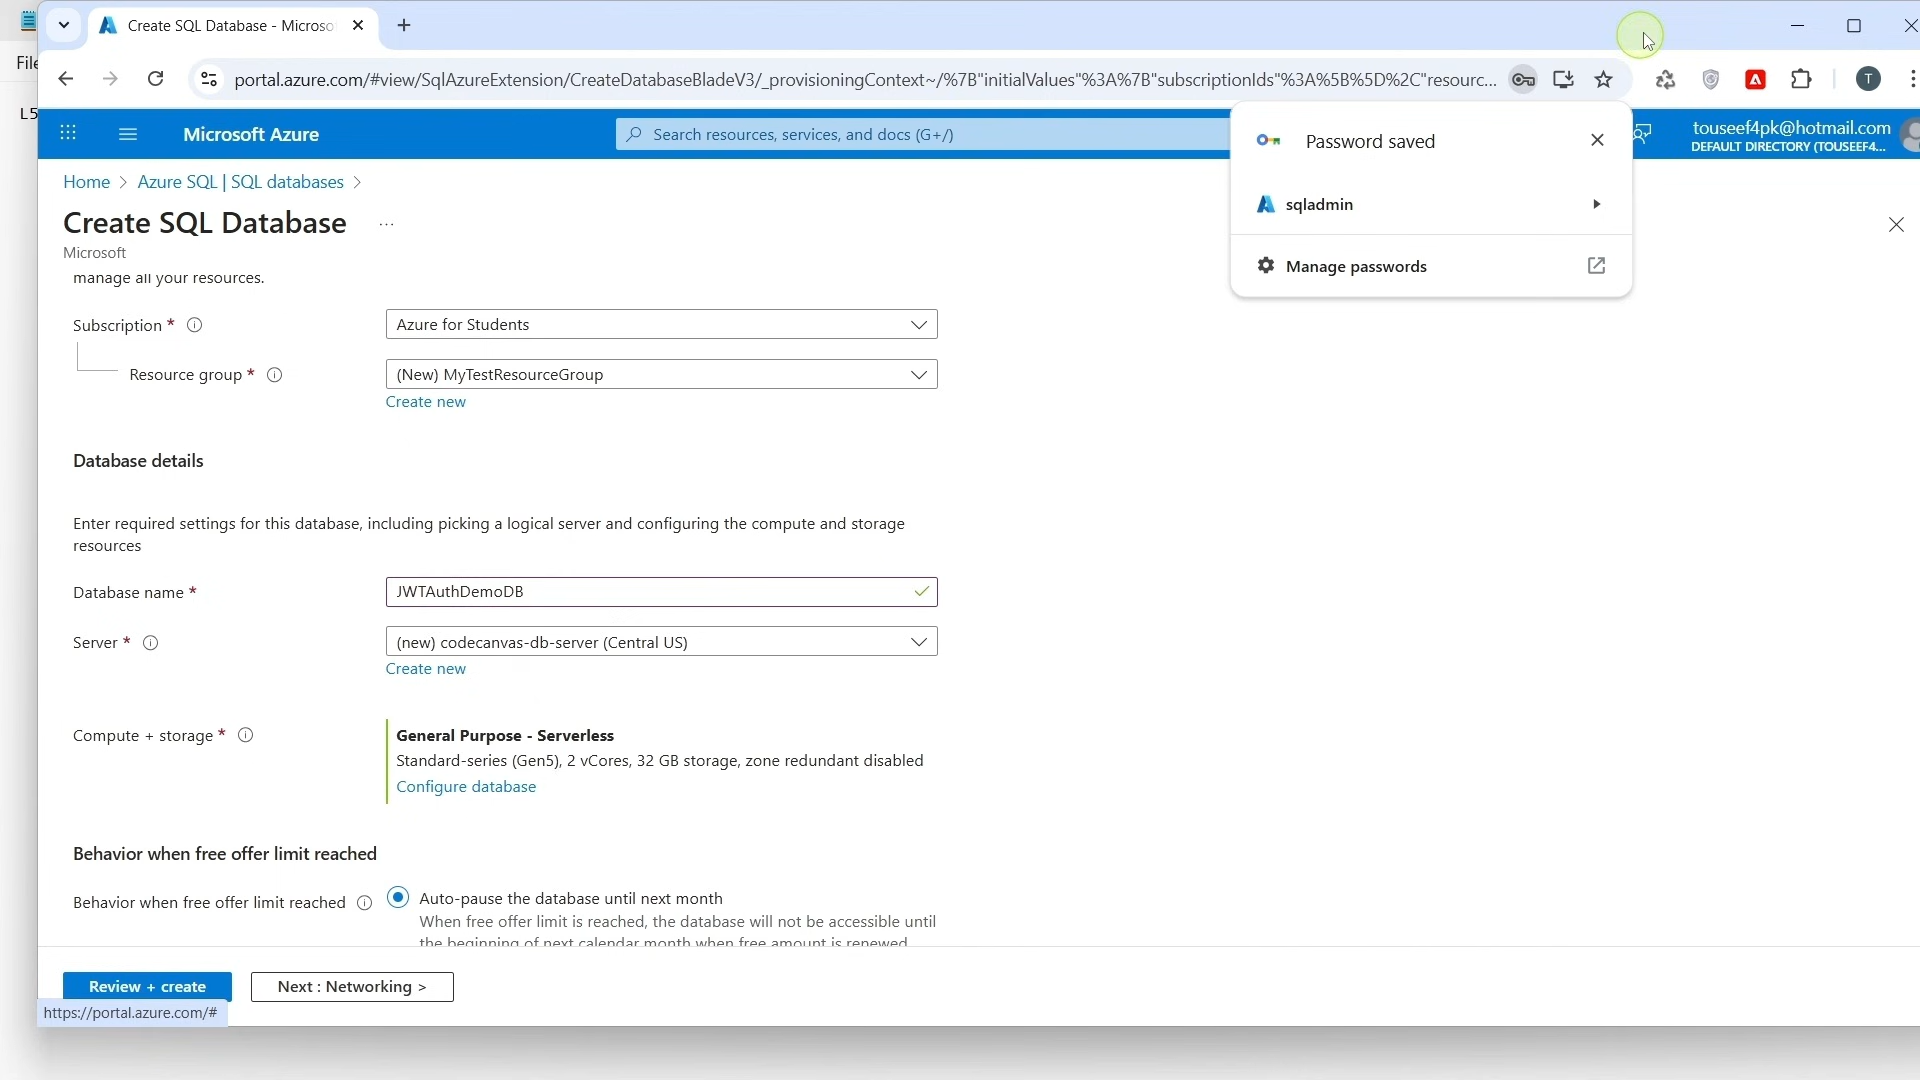 Create SQL Database - Microso
File
portal.azure.com/#view/SqlAzureExtension/CreateDatabaseBladeV3/_provisioningContext~/%7B"initialValues"%3A%7B"subscriptionIds"%3A%5B%5D%2C"resourc...
T
L5
Microsoft Azure
Search resources, services, and docs (G+/)
touseef4pk@hotmail.com
DEFAULT DIRECTORY (TOUSEEF4...
Password saved
sqladmin
Manage passwords
Home > Azure SQL | SQL databases >
Create SQL Database ...
Microsoft
manage all your resources.
Subscription *
Azure for Students
Resource group *
(New) MyTestResourceGroup
Create new
Database details
Enter required settings for this database, including picking a logical server and configuring the compute and storage
resources
Database name *
JWTAuthDemoDB
Server *
(new) codecanvas-db-server (Central US)
Create new
Compute + storage *
General Purpose - Serverless
Standard-series (Gen5), 2 vCores, 32 GB storage, zone redundant disabled
Configure database
Behavior when free offer limit reached
Behavior when free offer limit reached
Auto-pause the database until next month
When free offer limit is reached, the database will not be accessible until
the beginning of next calendar month when free amount is renewed
Review + create
Next : Networking >
https://portal.azure.com/#